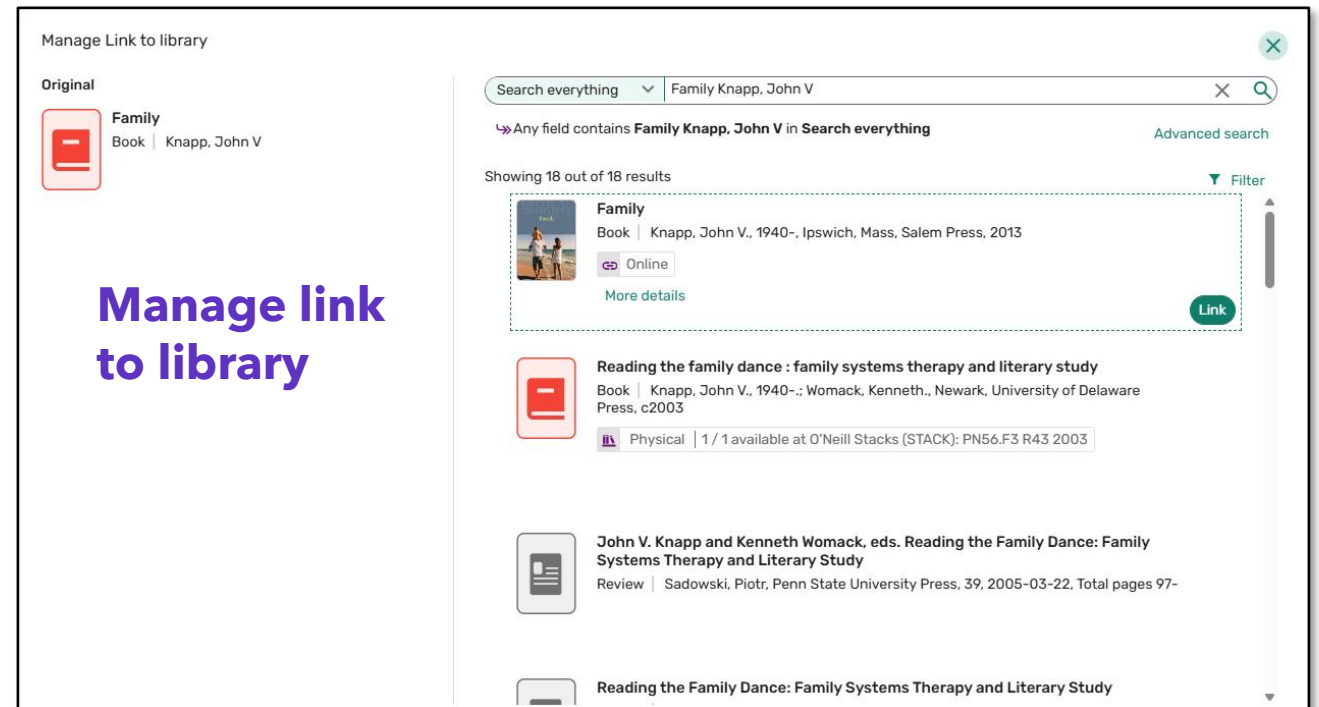 Manage Link to library
Original
Family
Book | Knapp, John V
Manage link
to library
Search everything
Family Knapp, John V
Any field contains Family Knapp, John V in Search everything
Advanced search
Showing 18 out of 18 results
Filter
Family
Book | Knapp, John V., 1940-, Ipswich, Mass, Salem Press, 2013
Online
More details
Link
Reading the family dance : family systems therapy and literary study
Book | Knapp, John V., 1940-.; Womack, Kenneth., Newark, University of Delaware
Press, c2003
Physical | 1 / 1 available at O'Neill Stacks (STACK): PN56.F3 R43 2003
John V. Knapp and Kenneth Womack, eds. Reading the Family Dance: Family
Systems Therapy and Literary Study
Review | Sadowski, Piotr, Penn State University Press, 39, 2005-03-22, Total pages 97-
Reading the Family Dance: Family Systems Therapy and Literary Study